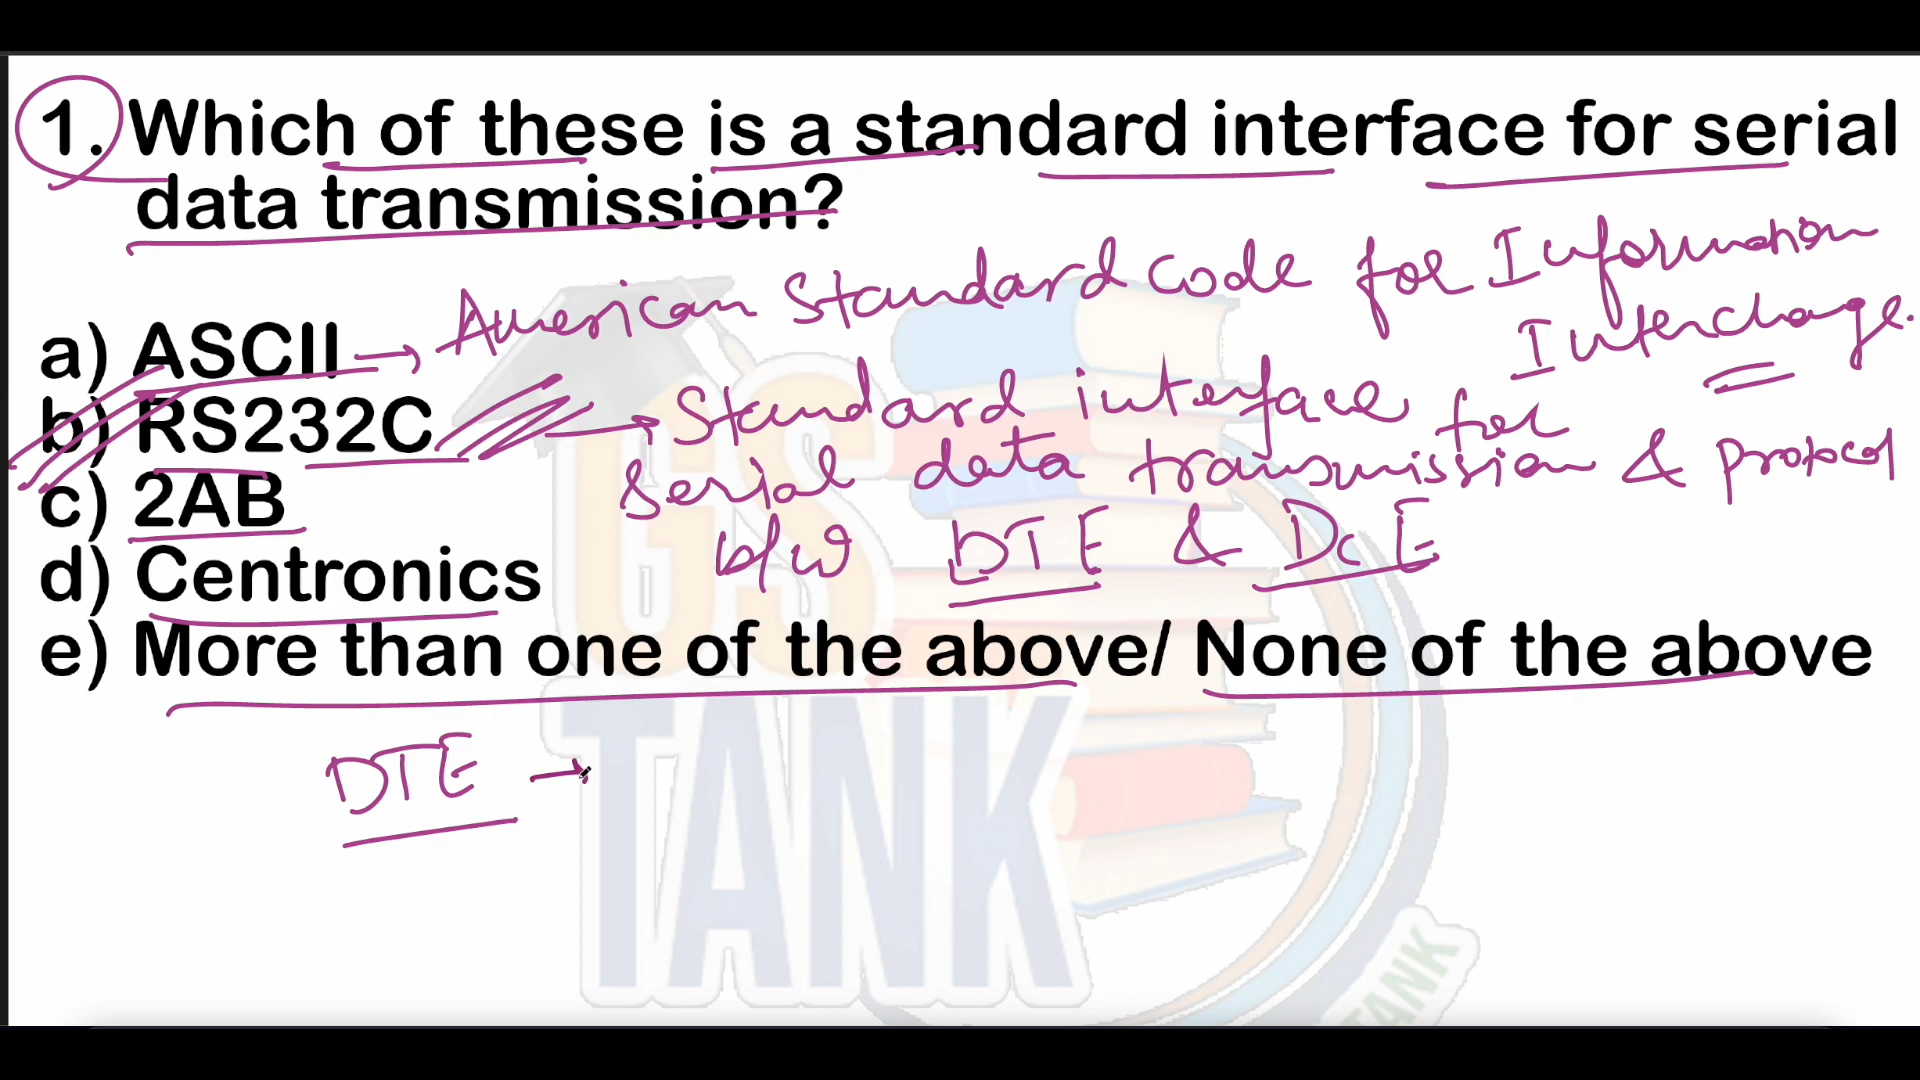 1. Which of these is a standard interface for serial
data transmission?
a) ASCII → American Standard Code for Information
Interchange.
b) RS232C → Standard interface for
serial data transmission & protocol
b/w DTE & DCE
c) 2AB
d) Centronics
e) More than one of the above/ None of the above
DTE →
GS
TANK
TANK